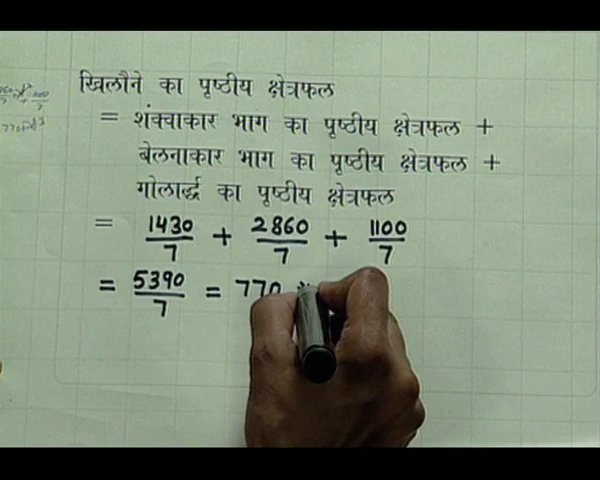 खिलौने का पृष्ठीय क्षेत्रफल
= शंक्वाकार भाग का पृष्ठीय क्षेत्रफल +
बेलनाकार भाग का पृष्ठीय क्षेत्रफल +
गोलार्द्ध का पृष्ठीय क्षेत्रफल
= 1430/7 + 2860/7 + 1100/7
= 5390/7 = 770